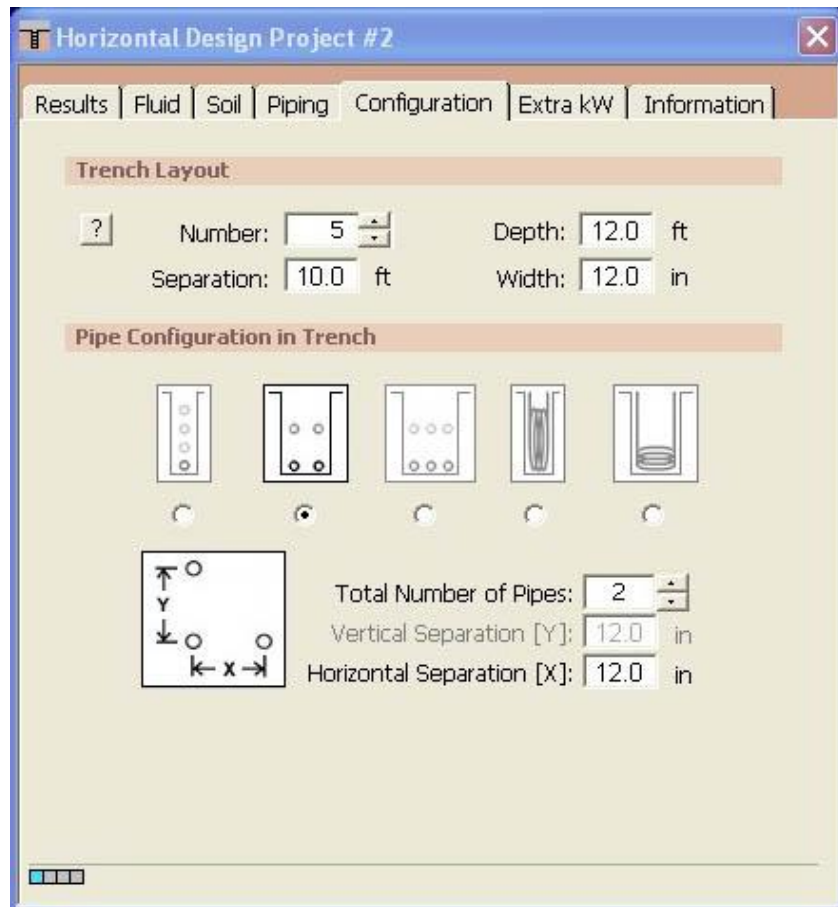 Horizontal Design Project #2
Results Fluid Soil Piping Configuration Extra kW Information
Trench Layout
? Number: 5 Depth: 12.0 ft
Separation: 10.0 ft Width: 12.0 in
Pipe Configuration in Trench
Y
X
Total Number of Pipes: 2
Vertical Separation [Y]: 12.0 in
Horizontal Separation [X]: 12.0 in